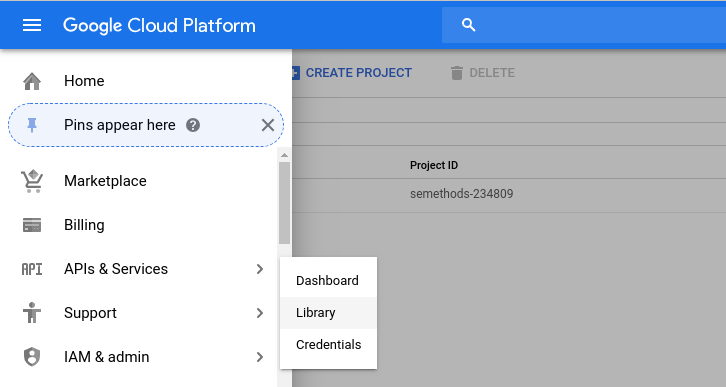 Google Cloud Platform
Home
CREATE PROJECT
DELETE
Pins appear here ?
Marketplace
Project ID
Billing
semethods-234809
API APIs & Services
Dashboard
Support
Library
Credentials
IAM & admin